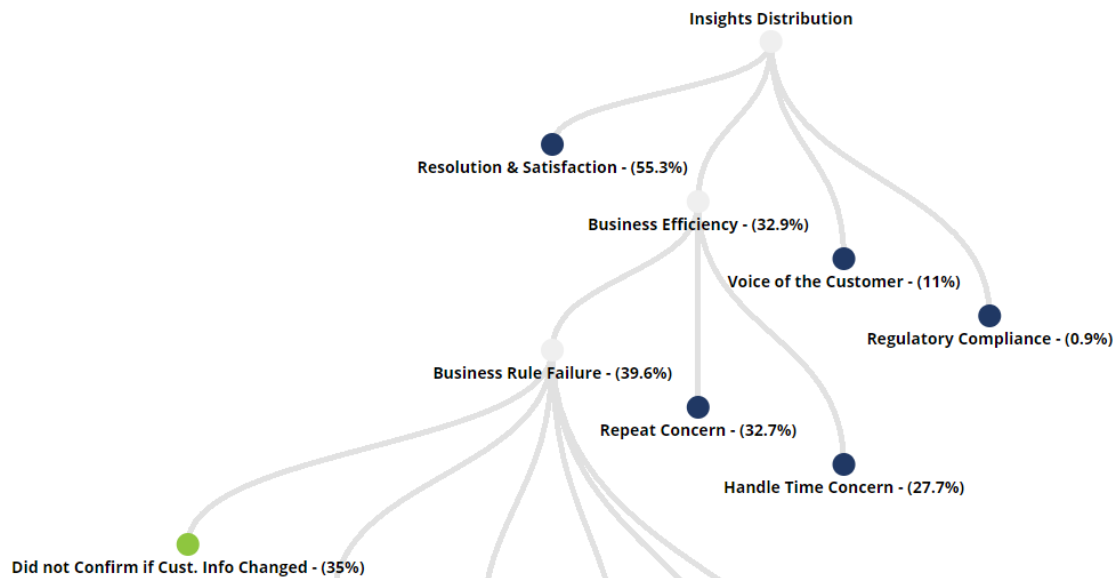 Insights Distribution
Resolution & Satisfaction - (55.3%)
Business Efficiency - (32.9%)
Voice of the Customer - (11%)
Regulatory Compliance - (0.9%)
Business Rule Failure - (39.6%)
Repeat Concern - (32.7%)
Handle Time Concern - (27.7%)
Did not Confirm if Cust. Info Changed - (35%)